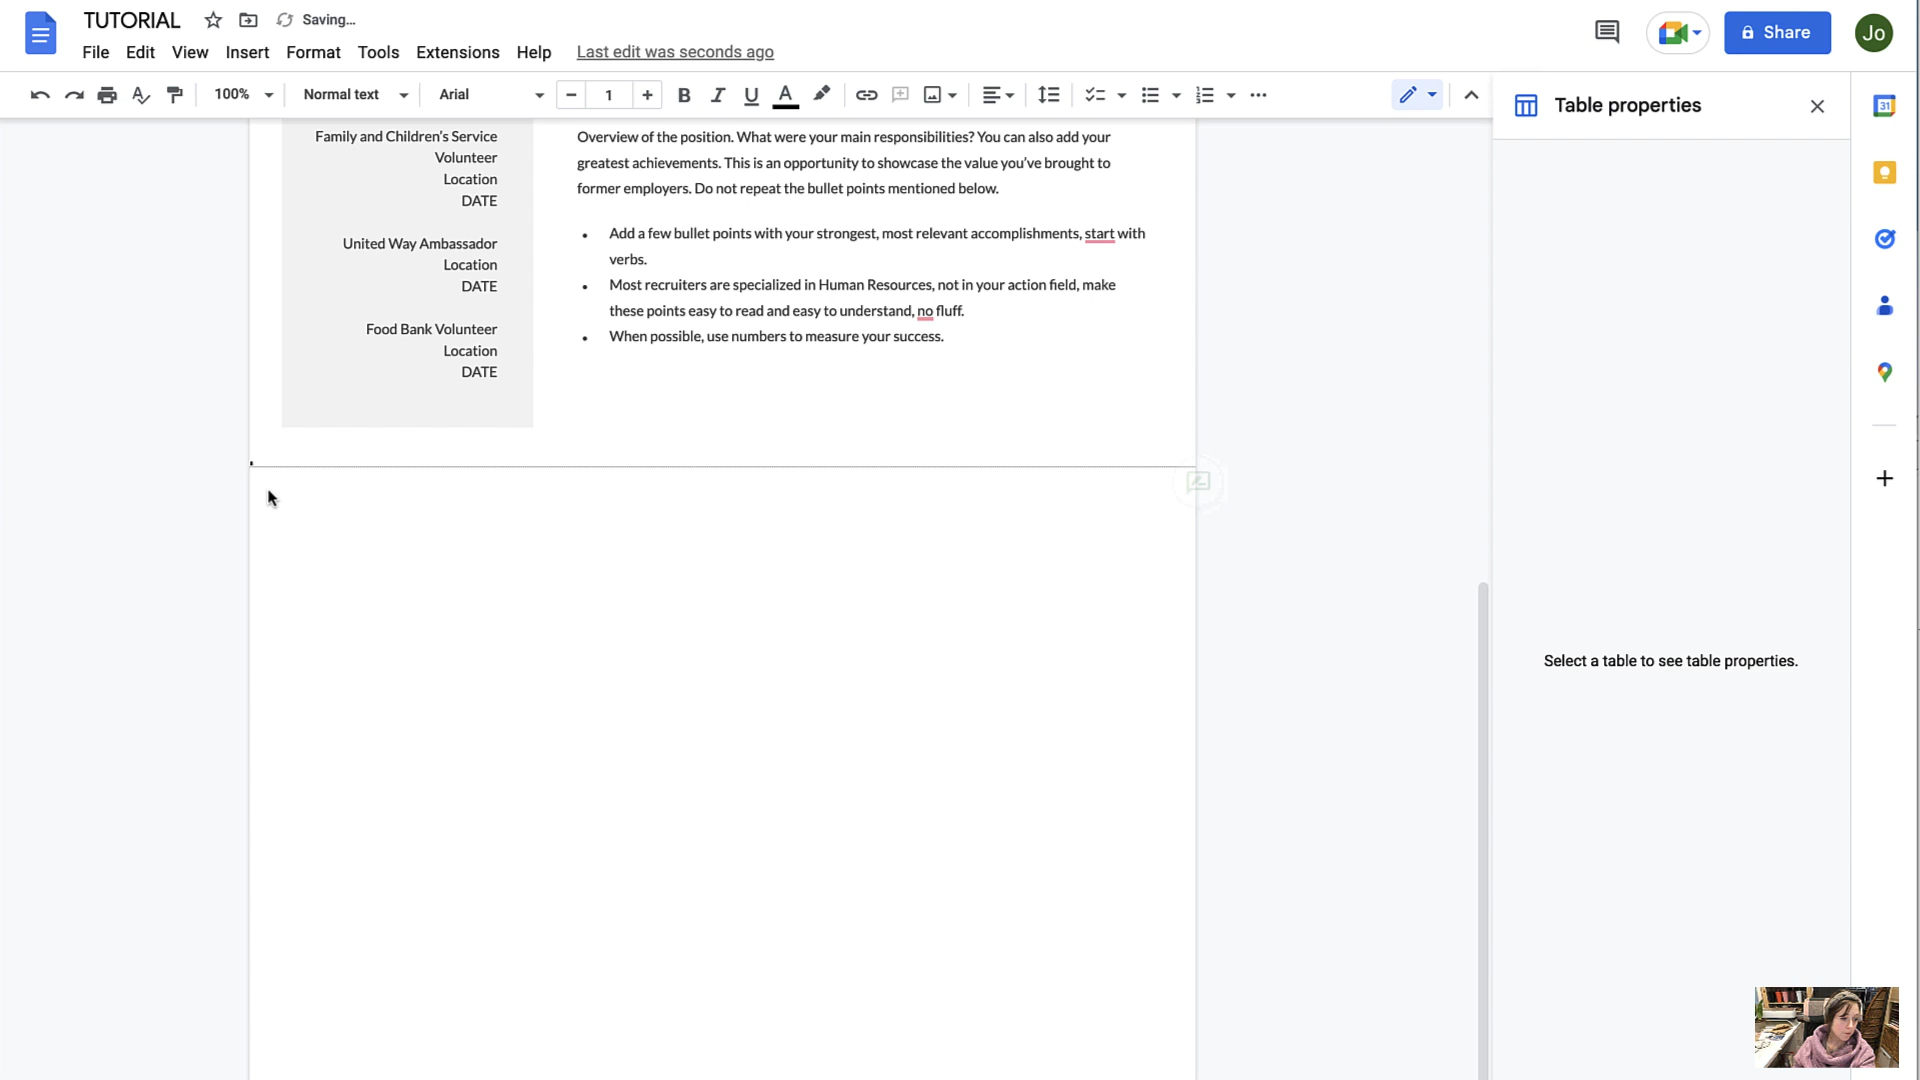 TUTORIAL
Saving...
File Edit View Insert Format Tools Extensions Help Last edit was seconds ago
Share
Jo
100% Normal text Arial 1
Table properties
31
Family and Children's Service
Volunteer
Location
DATE
United Way Ambassador
Location
DATE
Food Bank Volunteer
Location
DATE
Overview of the position. What were your main responsibilities? You can also add your
greatest achievements. This is an opportunity to showcase the value you've brought to
former employers. Do not repeat the bullet points mentioned below.
• Add a few bullet points with your strongest, most relevant accomplishments, start with
verbs.
• Most recruiters are specialized in Human Resources, not in your action field, make
these points easy to read and easy to understand, no fluff.
• When possible, use numbers to measure your success.
Select a table to see table properties.